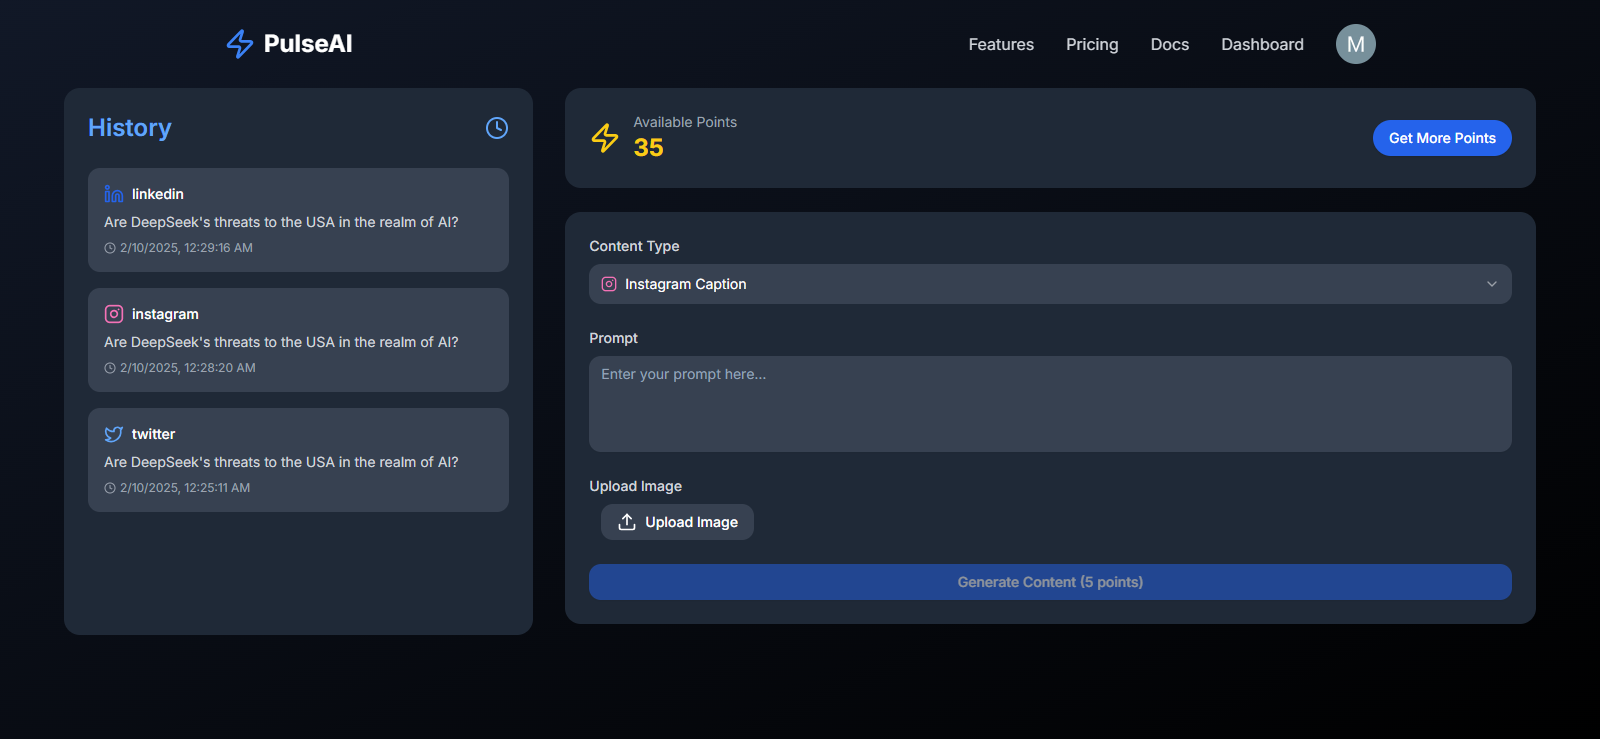 PulseAI
Features
Pricing
Docs
Dashboard
M
History
linkedin
Are DeepSeek's threats to the USA in the realm of AI?
2/10/2025, 12:29:16 AM
instagram
Are DeepSeek's threats to the USA in the realm of AI?
2/10/2025, 12:28:20 AM
twitter
Are DeepSeek's threats to the USA in the realm of AI?
2/10/2025, 12:25:11 AM
Available Points
35
Get More Points
Content Type
Instagram Caption
Prompt
Enter your prompt here...
Upload Image
Upload Image
Generate Content (5 points)